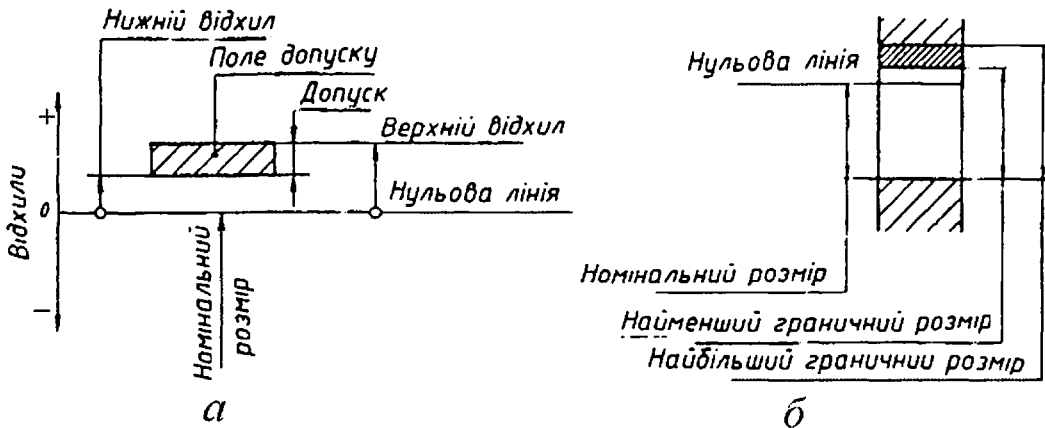 Нижній відхил
Поле допуску
Допуск
Верхній відхил
Нульова лінія
Відхили
+
0
–
Номінальний
розмір
а
Нульова лінія
Номінальний розмір
Найменший граничний розмір
Найбільший граничний розмір
б